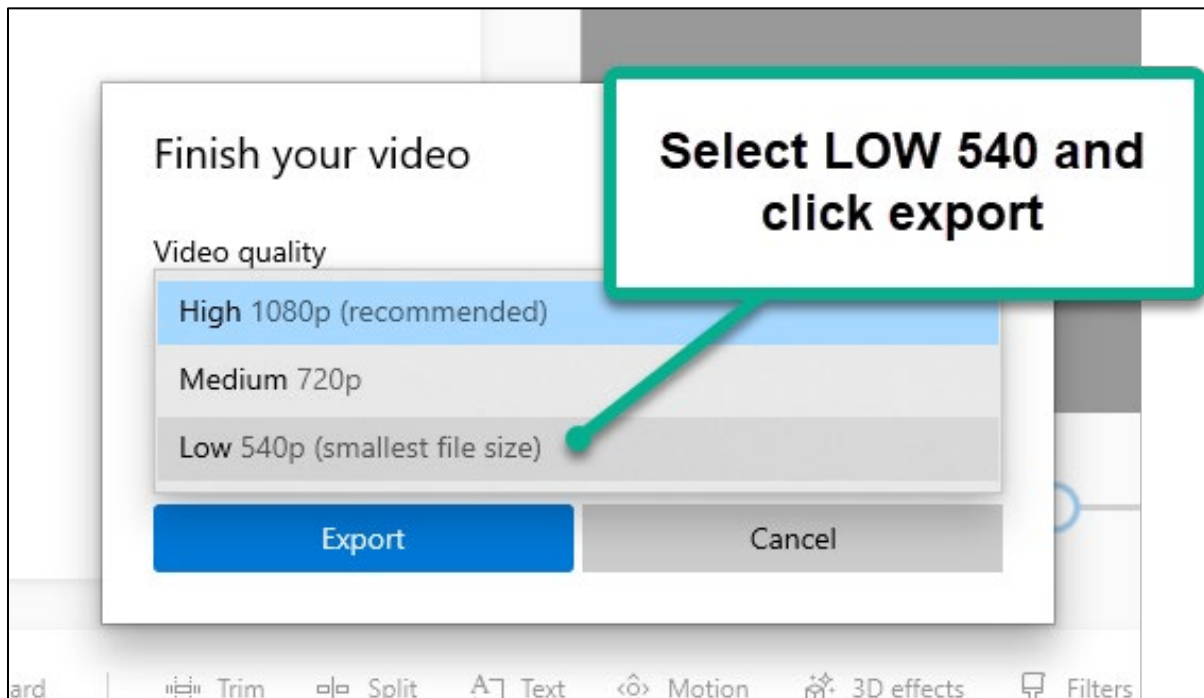 Finish your video
Select LOW 540 and
click export
Video quality
High 1080p (recommended)
Medium 720p
Low 540p (smallest file size)
Export Cancel
ard Trim Split Text Motion 3D effects Filters